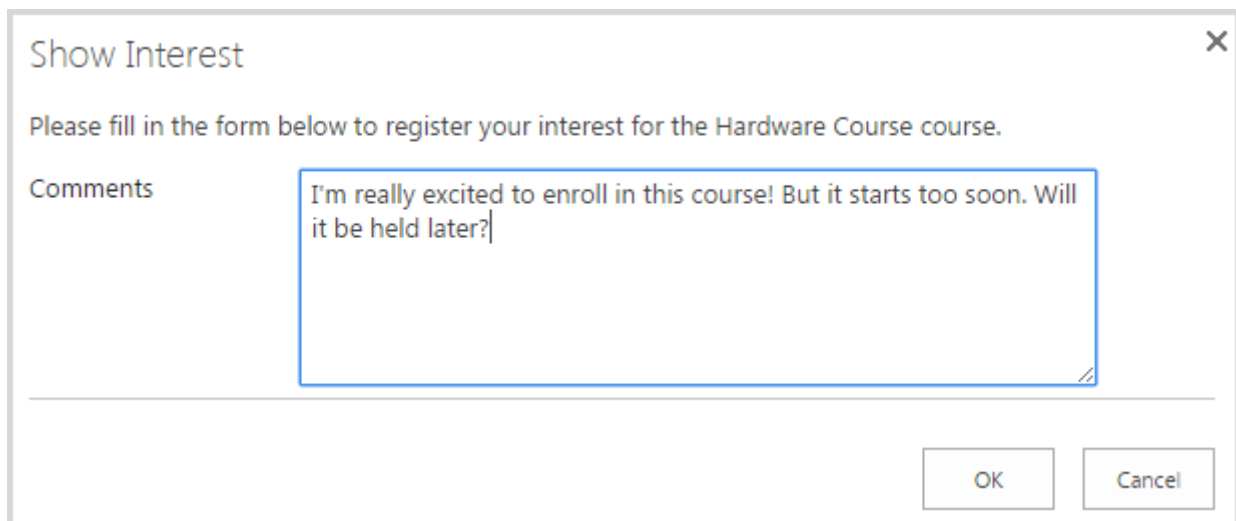 Show Interest
Please fill in the form below to register your interest for the Hardware Course course.
Comments
I'm really excited to enroll in this course! But it starts too soon. Will
it be held later?
OK
Cancel